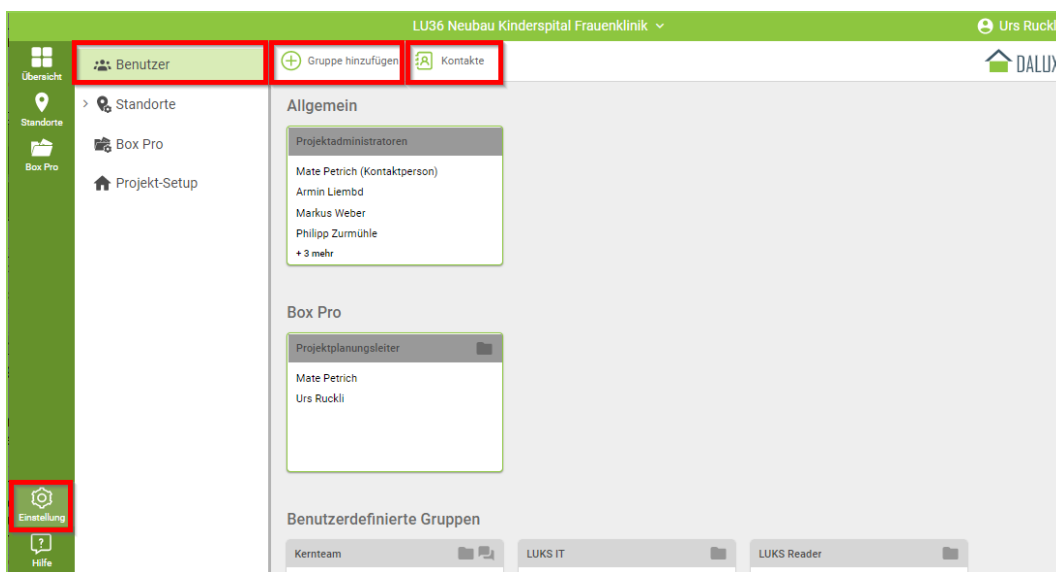 LU36 Neubau Kinderspital Frauenklinik
Urs Ruckl
Übersicht
Standorte
Box Pro
Einstellung
Hilfe
Benutzer
Standorte
Box Pro
Projekt-Setup
Gruppe hinzufügen
Kontakte
DALUX
Allgemein
Projektadministratoren
Mate Petrich (Kontaktperson)
Armin Liembd
Markus Weber
Philipp Zurmühle
+ 3 mehr
Box Pro
Projektplanungsleiter
Mate Petrich
Urs Ruckli
Benutzerdefinierte Gruppen
Kernteam
LUKS IT
LUKS Reader